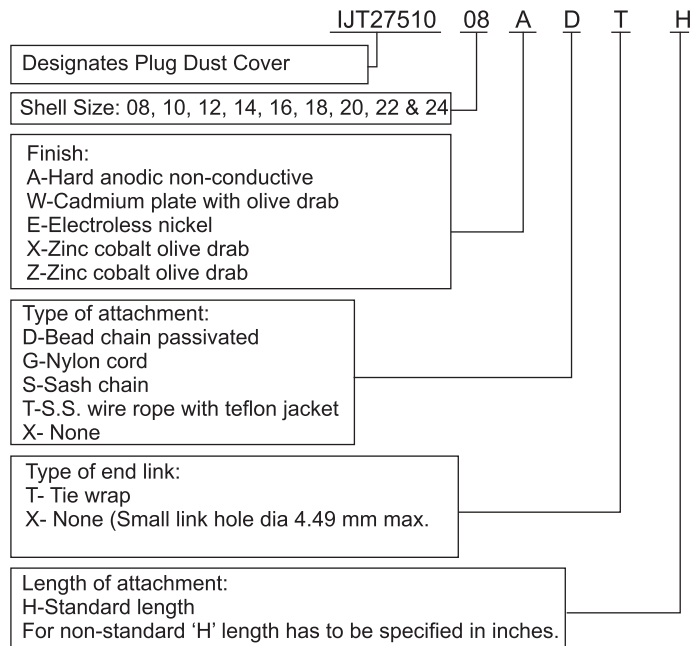 IJT27510 08 A D T H
Designates Plug Dust Cover
Shell Size: 08, 10, 12, 14, 16, 18, 20, 22 & 24
Finish:
A-Hard anodic non-conductive
W-Cadmium plate with olive drab
E-Electroless nickel
X-Zinc cobalt olive drab
Z-Zinc cobalt olive drab
Type of attachment:
D-Bead chain passivated
G-Nylon cord
S-Sash chain
T-S.S. wire rope with teflon jacket
X- None
Type of end link:
T- Tie wrap
X- None (Small link hole dia 4.49 mm max.
Length of attachment:
H-Standard length
For non-standard ‘H’ length has to be specified in inches.